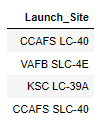 Launch_Site
CCAFS LC-40
VAFB SLC-4E
KSC LC-39A
CCAFS SLC-40